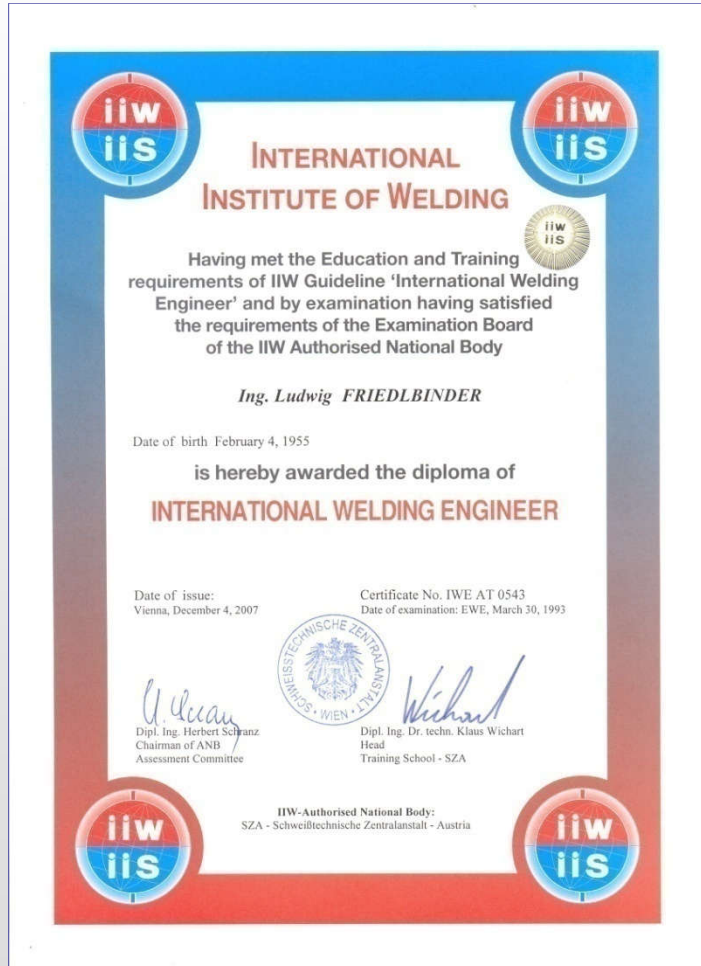 iiw
iis
iiw
iis
INTERNATIONAL
INSTITUTE OF WELDING
iiw
iis
Having met the Education and Training
requirements of IIW Guideline ‘International Welding
Engineer’ and by examination having satisfied
the requirements of the Examination Board
of the IIW Authorised National Body
Ing. Ludwig FRIEDLBINDER
Date of birth February 4, 1955
is hereby awarded the diploma of
INTERNATIONAL WELDING ENGINEER
Date of issue:
Vienna, December 4, 2007
Certificate No. IWE AT 0543
Date of examination: EWE, March 30, 1993
SCHWEISSTECHNISCHE ZENTRALANSTALT
· WIEN ·
Wichart
Dipl. Ing. Herbert Schranz
Chairman of ANB
Assessment Committee
Dipl. Ing. Dr. techn. Klaus Wichart
Head
Training School - SZA
IIW-Authorised National Body:
SZA - Schweißtechnische Zentralanstalt - Austria
iiw
iis
iiw
iis